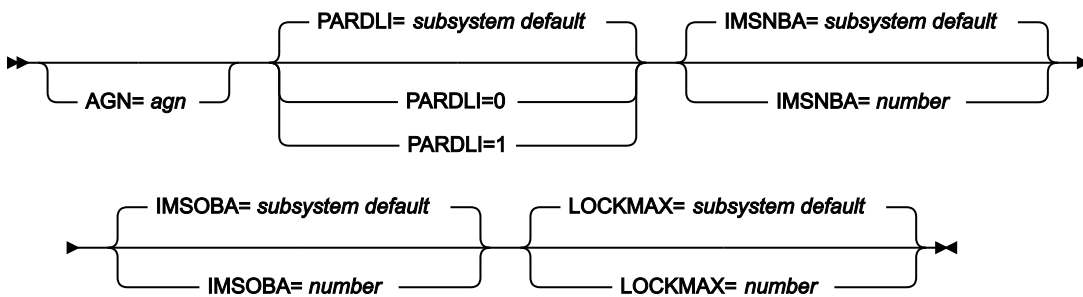 PARDLI= subsystem default
IMSNBA= subsystem default
AGN= agn
PARDLI=0
IMSNBA= number
PARDLI=1
IMSOBA= subsystem default
LOCKMAX= subsystem default
IMSOBA= number
LOCKMAX= number